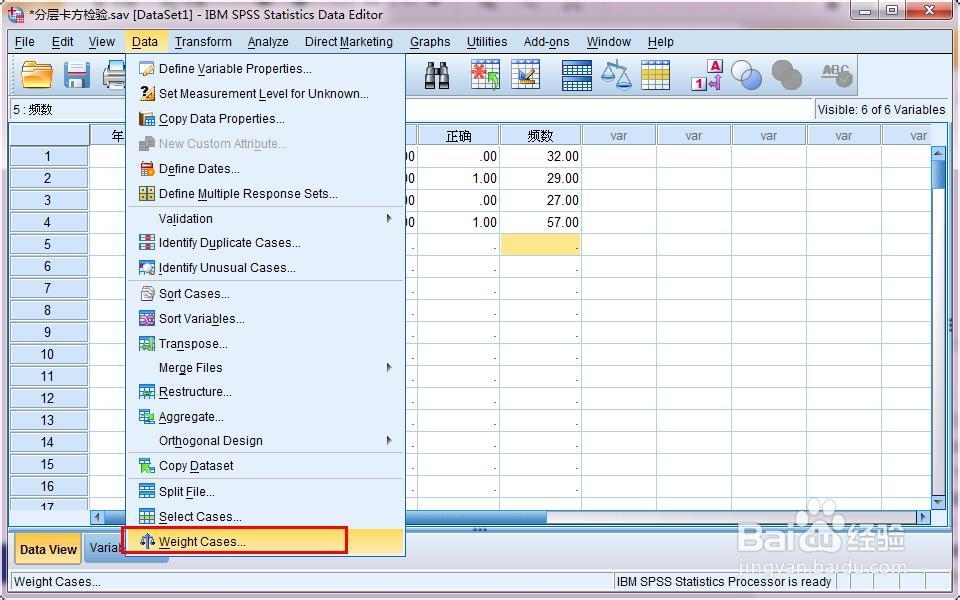 *分层卡方检验.sav [DataSet1] - IBM SPSS Statistics Data Editor
File Edit View Data Transform Analyze Direct Marketing Graphs Utilities Add-ons Window Help
5 : 频数
Visible: 6 of 6 Variables
年 正确 频数 var var var var var
1 .00 32.00
2 1.00 29.00
3 .00 27.00
4 1.00 57.00
5
6
7
8
9
10
11
12
13
14
15
16
17
Define Variable Properties...
Set Measurement Level for Unknown...
Copy Data Properties...
New Custom Attribute...
Define Dates...
Define Multiple Response Sets...
Validation
Identify Duplicate Cases...
Identify Unusual Cases...
Sort Cases...
Sort Variables...
Transpose...
Merge Files
Restructure...
Aggregate...
Orthogonal Design
Copy Dataset
Split File...
Select Cases...
Weight Cases...
Data View Variab
Weight Cases...
IBM SPSS Statistics Processor is ready
Baidu 经验
jingyan.baidu.com